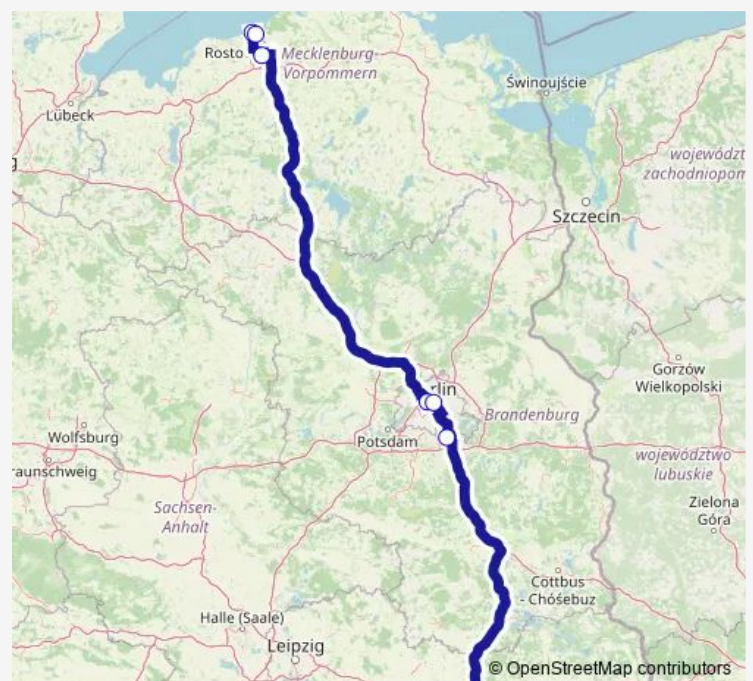 Rosto
Mecklenburg-
Vorpommern
Lübeck
Świnoujście
województ
zachodniopom
Szczecin
rlin
Gorzów
Wielkopolski
Brandenburg
Wolfsburg
Potsdam
raunschweig
województwo
lubuskie
Sachsen-
Anhalt
Zielona
Góra
Cottbus
- Chóśebuz
Halle (Saale)
Leipzig
© OpenStreetMap contributors